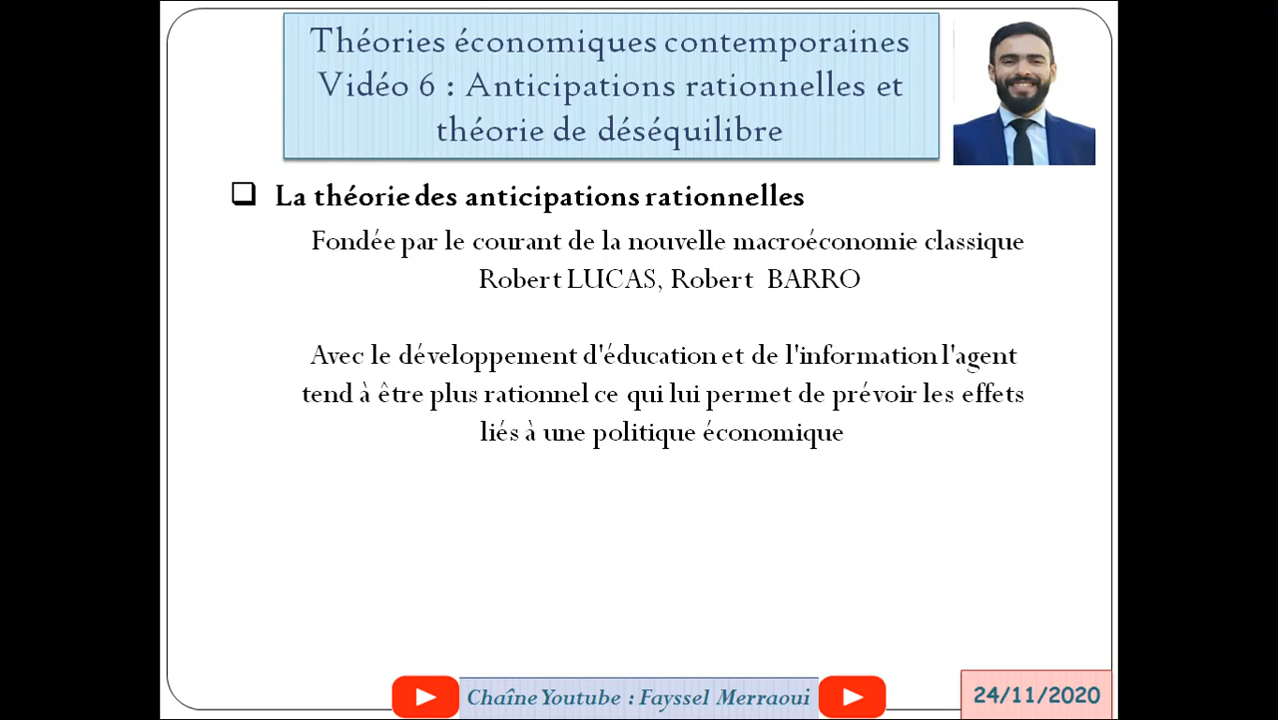 Théories économiques contemporaines
Vidéo 6 : Anticipations rationnelles et
théorie de déséquilibre
La théorie des anticipations rationnelles
Fondée par le courant de la nouvelle macroéconomie classique
Robert LUCAS, Robert BARRO
Avec le développement d'éducation et de l'information l'agent
tend à être plus rationnel ce qui lui permet de prévoir les effets
liés à une politique économique
Chaîne Youtube : Fayssel Merraoui
24/11/2020